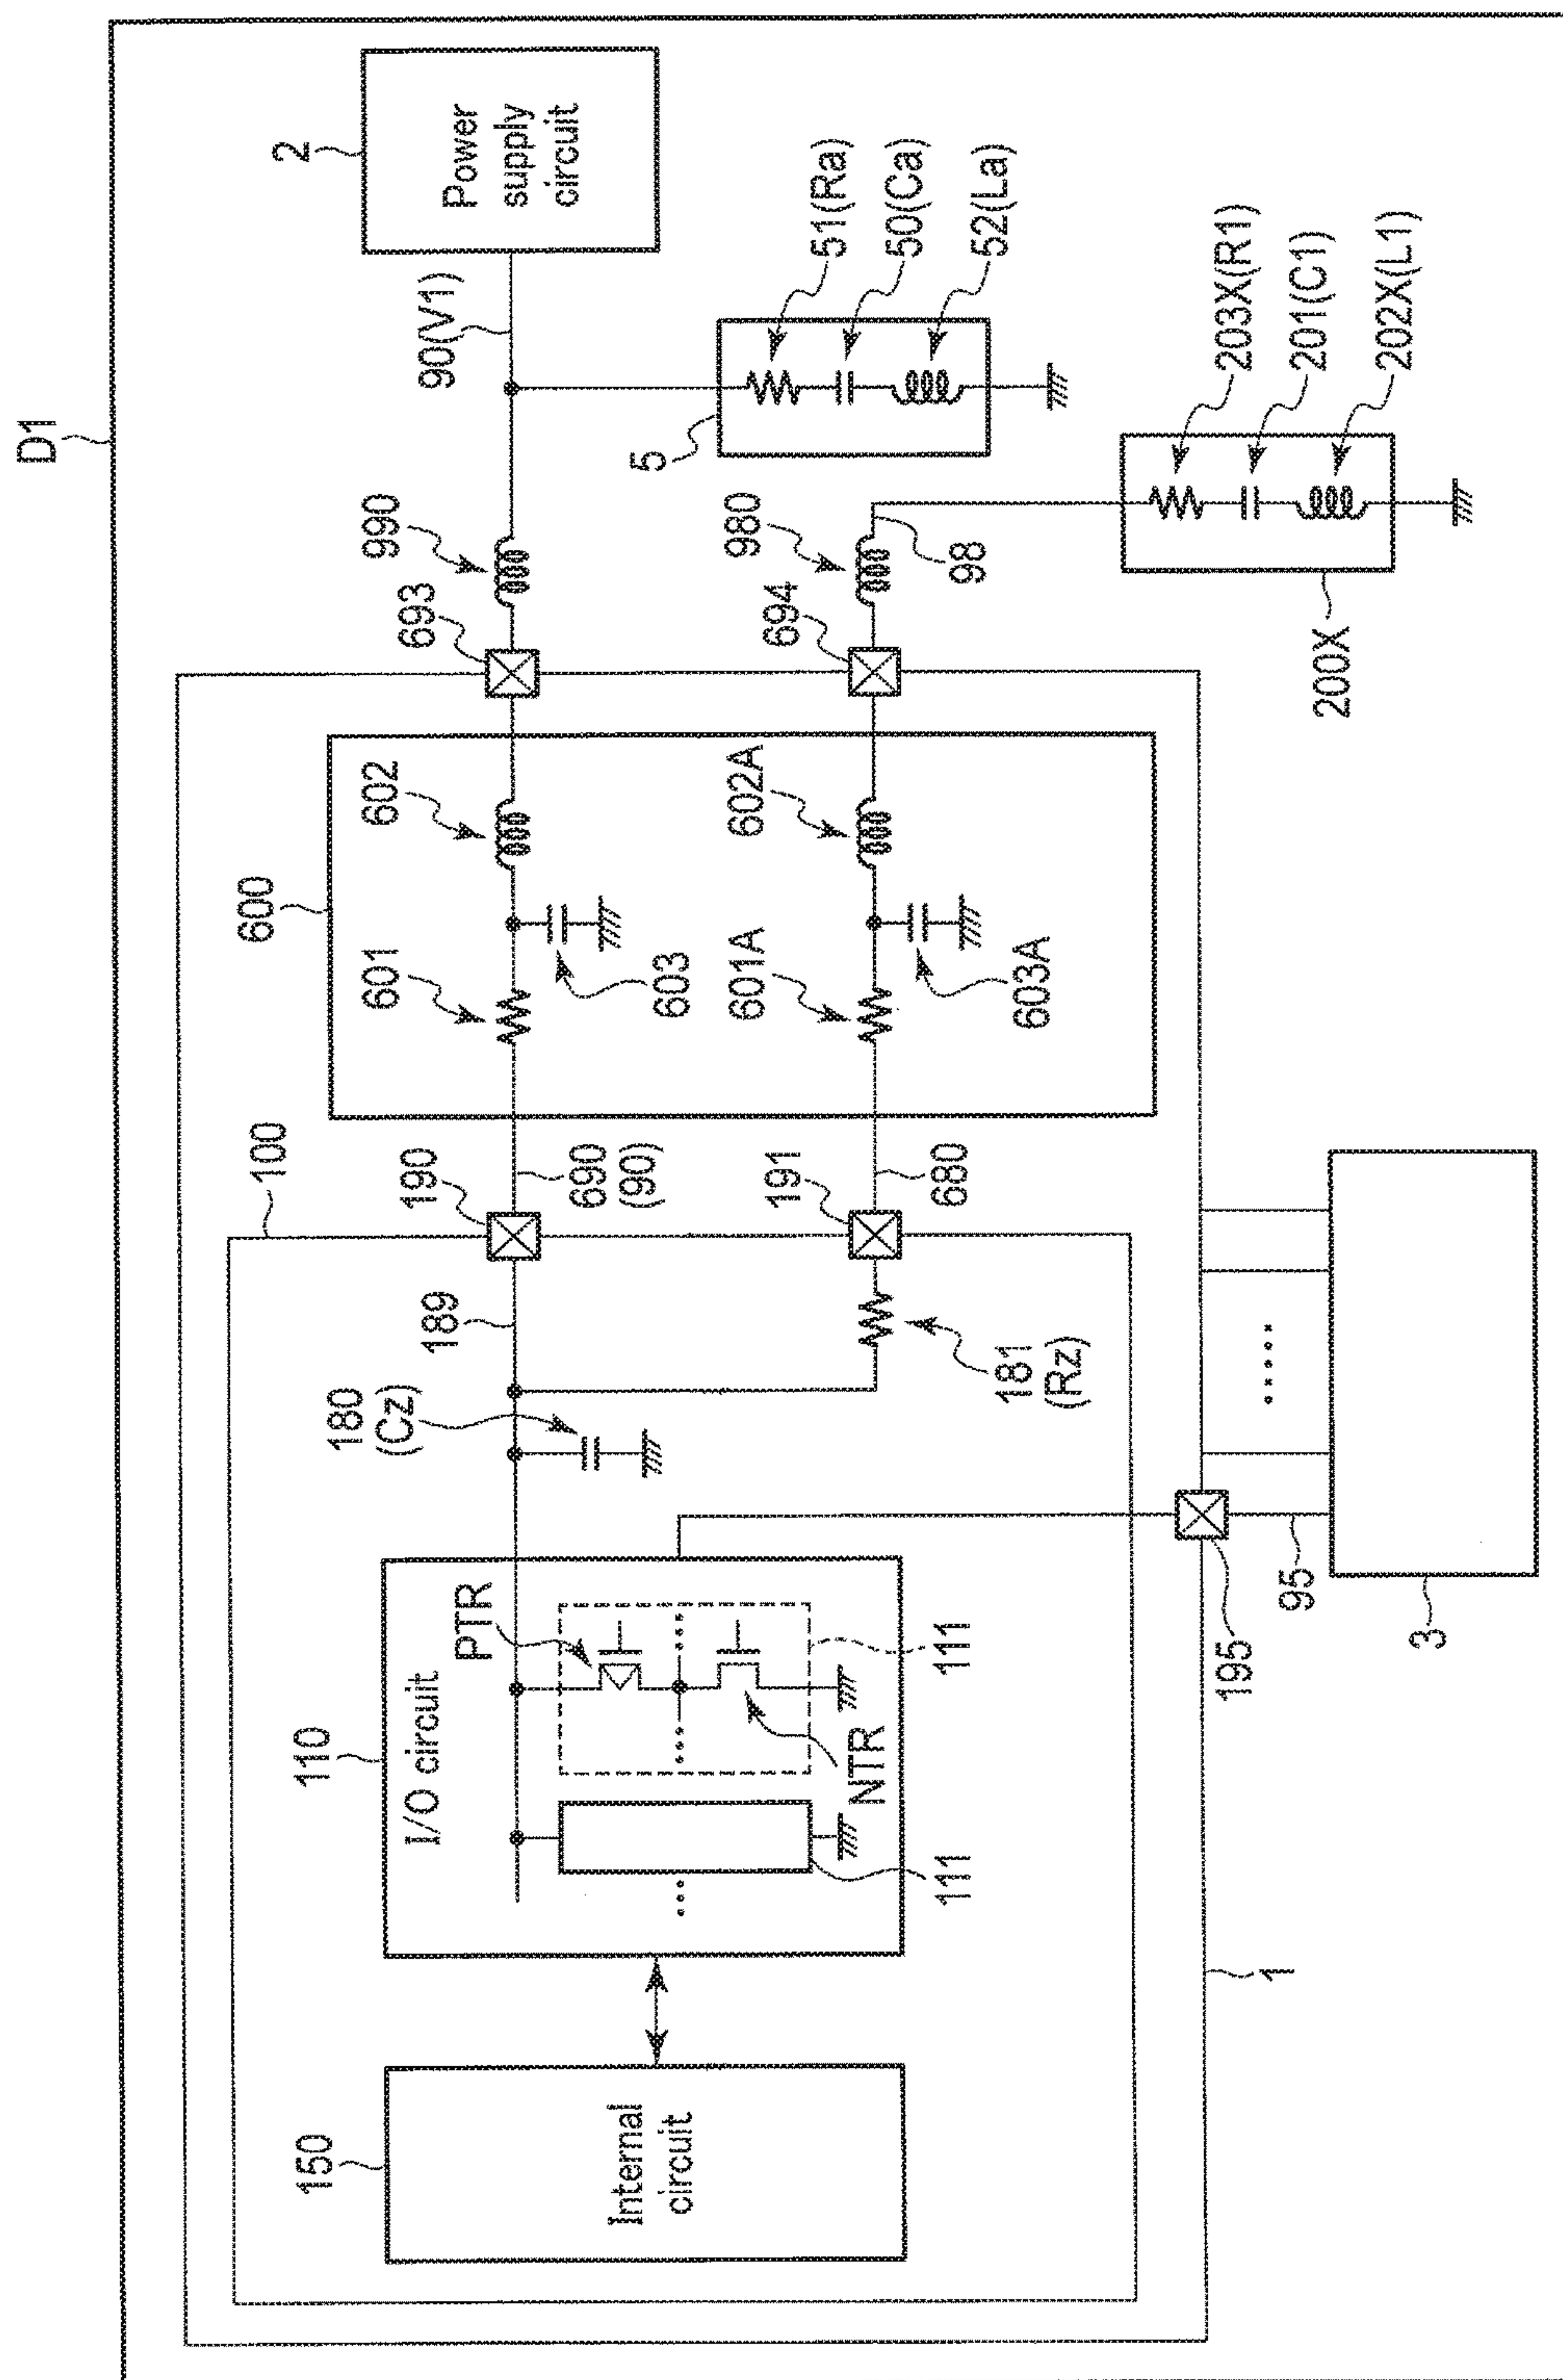 D1
2
Power
supply
circuit
90(V1)
51(Ra)
50(Ca)
52(La)
5
203X(R1)
201(C1)
202X(L1)
200X
990
980
98
693
694
600
602
602A
601
603
601A
603A
100
190
690
(90)
191
680
189
180
(Cz)
181
(Rz)
110
I/O circuit
PTR
NTR
111
111
195
95
3
150
Internal
circuit
1